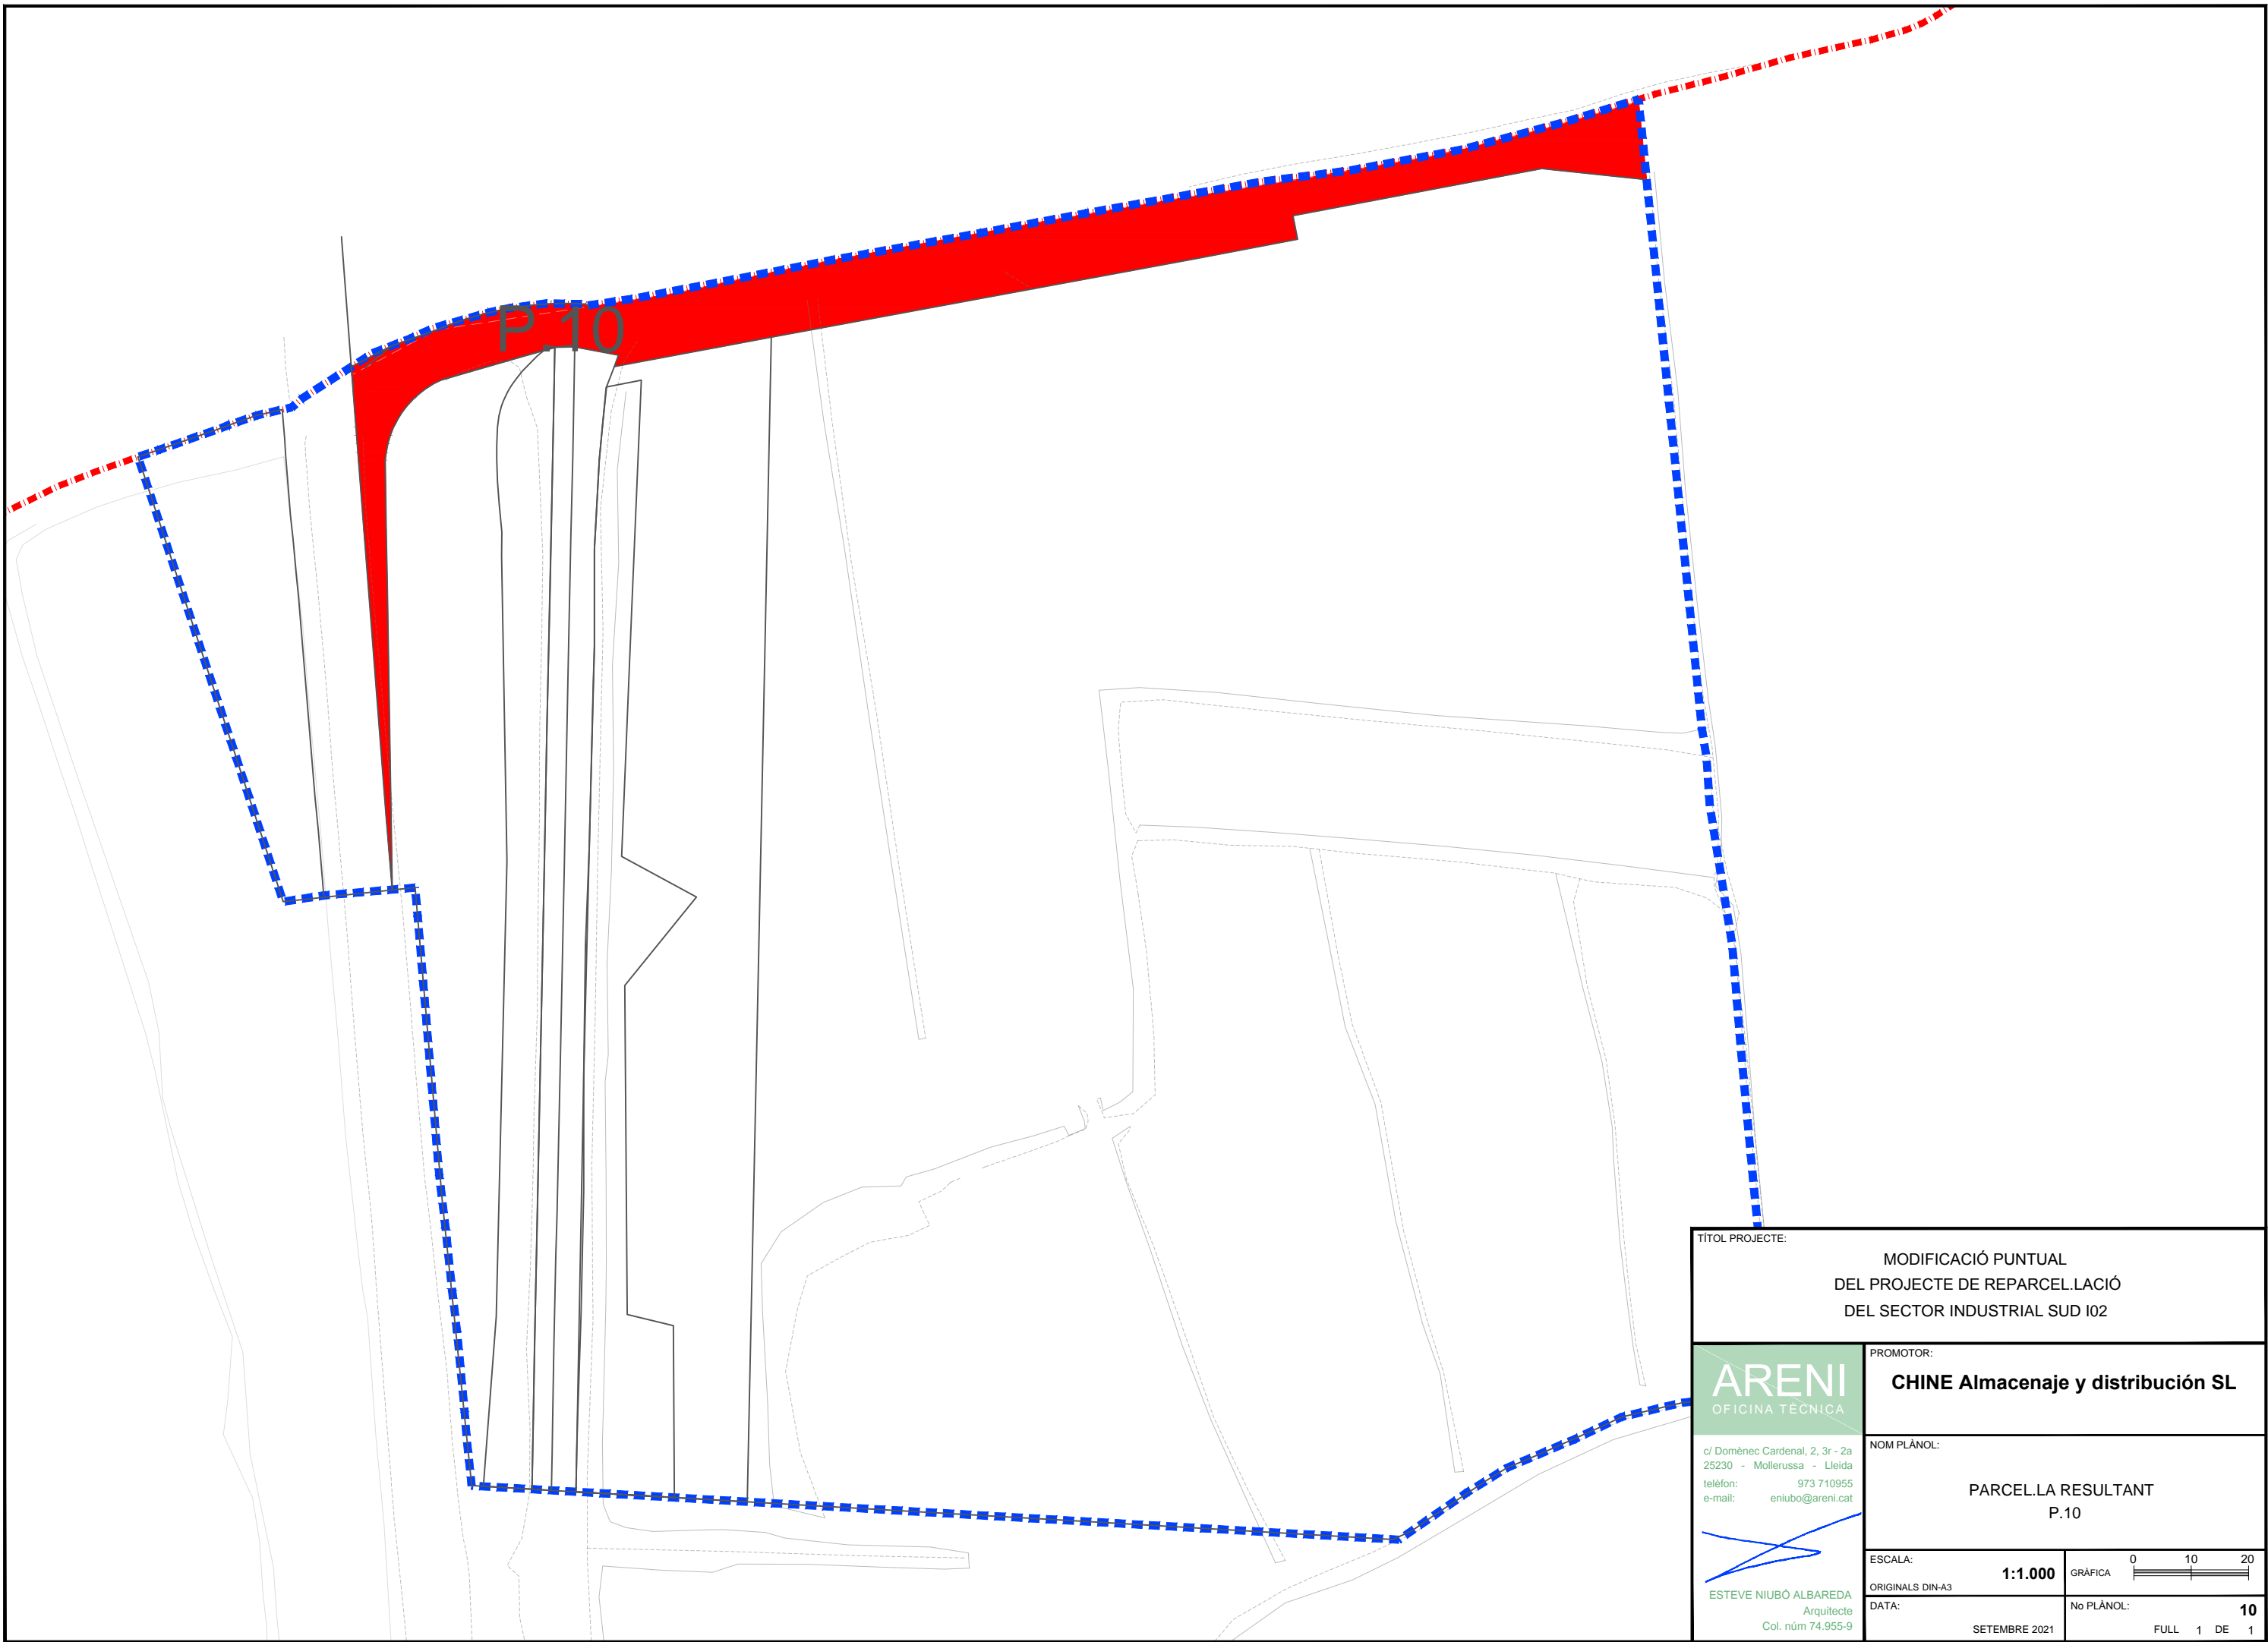 P.10
TÍTOL PROJECTE:
MODIFICACIÓ PUNTUAL
DEL PROJECTE DE REPARCEL.LACIÓ
DEL SECTOR INDUSTRIAL SUD I02
ARENI
OFICINA TÈCNICA
c/ Domènec Cardenal, 2, 3r - 2a
25230 - Mollerussa - Lleida
telèfon: 973 710955
e-mail: eniubo@areni.cat
ESTEVE NIUBÓ ALBAREDA
Arquitecte
Col. núm 74.955-9
PROMOTOR:
CHINE Almacenaje y distribución SL
NOM PLÀNOL:
PARCEL.LA RESULTANT
P.10
ESCALA: 1:1.000
ORIGINALS DIN-A3
GRÀFICA 0 10 20
DATA:
SETEMBRE 2021
No PLÀNOL: 10
FULL 1 DE 1